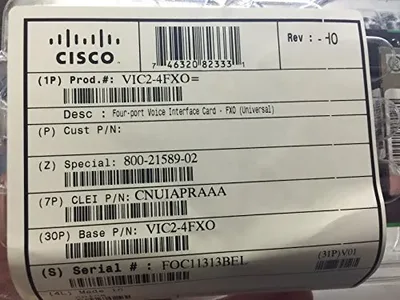 CISCO
7 46320 82333 1
Rev : -H0
(1P) Prod.#: VIC2-4FXO=
Desc : Four-port Voice Interface Card - FXO (Universal)
(P) Cust P/N:
(Z) Special: 800-21589-02
(7P) CLEI P/N: CNUIAPRAAA
(30P) Base P/N: VIC2-4FXO
(31P)V01
(S) Serial # : FOC11313BEL